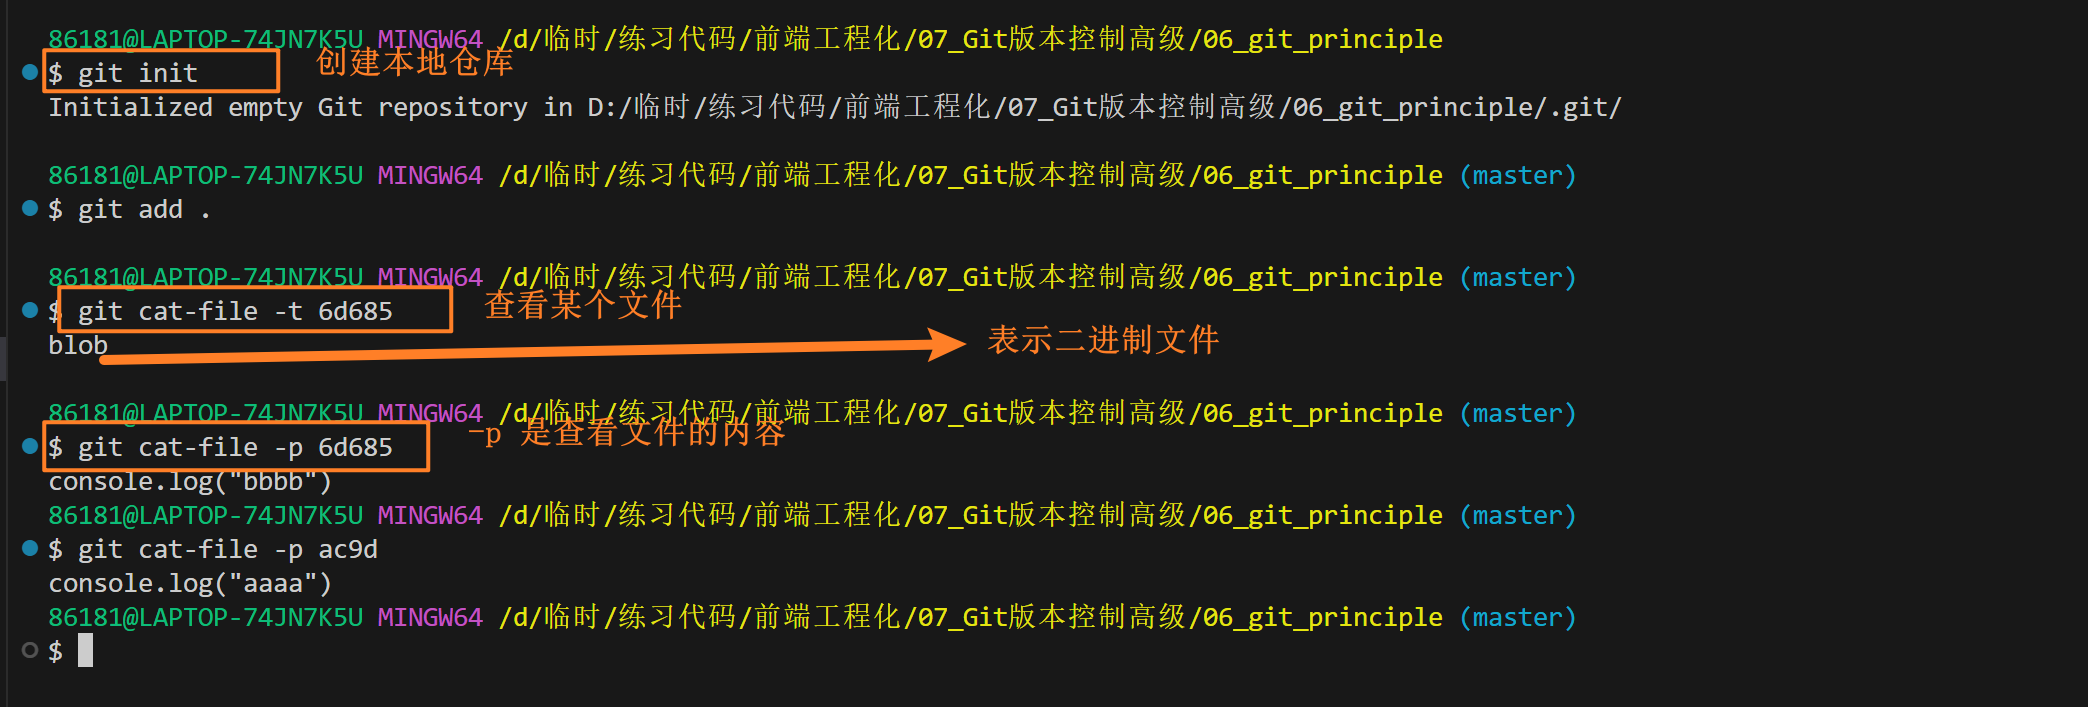 86181@LAPTOP-74JN7K5U MINGW64 /d/临时/练习代码/前端工程化/07_Git版本控制高级/06_git_principle
$ git init 创建本地仓库
Initialized empty Git repository in D:/临时/练习代码/前端工程化/07_Git版本控制高级/06_git_principle/.git/
86181@LAPTOP-74JN7K5U MINGW64 /d/临时/练习代码/前端工程化/07_Git版本控制高级/06_git_principle (master)
$ git add .
86181@LAPTOP-74JN7K5U MINGW64 /d/临时/练习代码/前端工程化/07_Git版本控制高级/06_git_principle (master)
$ git cat-file -t 6d685 查看某个文件
blob 表示二进制文件
86181@LAPTOP-74JN7K5U MINGW64 /d/临时/练习代码/前端工程化/07_Git版本控制高级/06_git_principle (master)
$ git cat-file -p 6d685 -p 是查看文件的内容
console.log("bbbb")
86181@LAPTOP-74JN7K5U MINGW64 /d/临时/练习代码/前端工程化/07_Git版本控制高级/06_git_principle (master)
$ git cat-file -p ac9d
console.log("aaaa")
86181@LAPTOP-74JN7K5U MINGW64 /d/临时/练习代码/前端工程化/07_Git版本控制高级/06_git_principle (master)
$